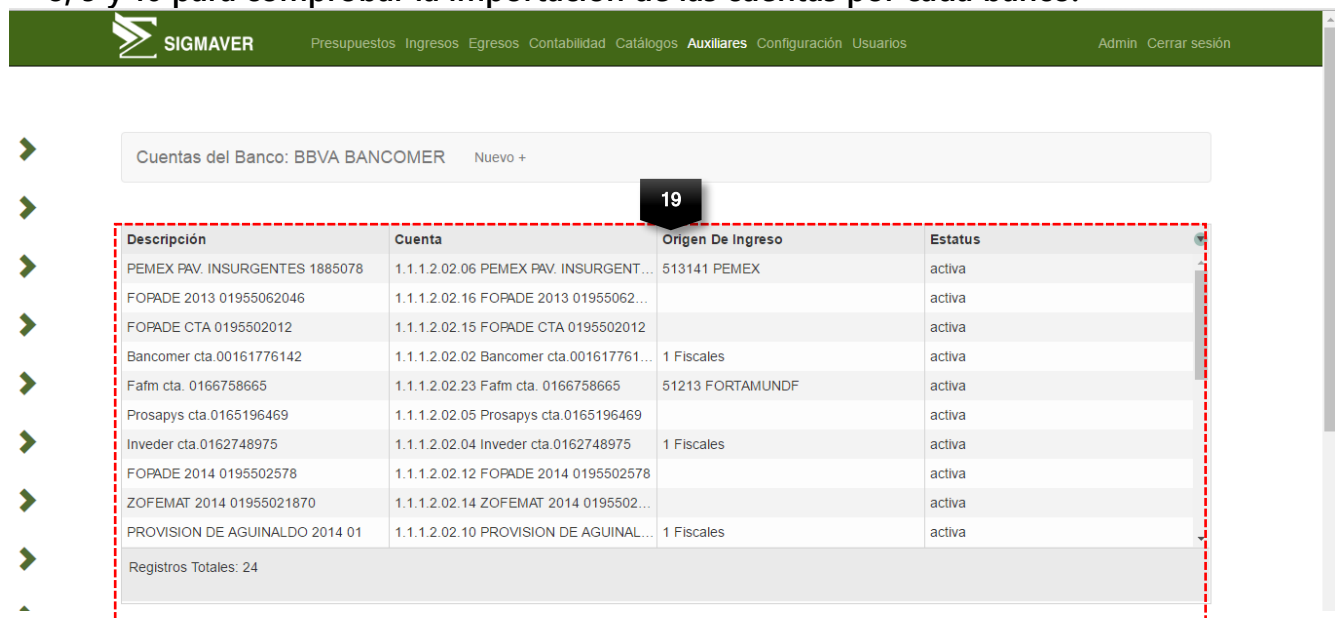 SIGMAVER Presupuestos Ingresos Egresos Contabilidad Catálogos Auxiliares Configuración Usuarios Admin Cerrar sesión
Cuentas del Banco: BBVA BANCOMER Nuevo +
19
Descripción Cuenta Origen De Ingreso Estatus
PEMEX PAV. INSURGENTES 1885078 1.1.1.2.02.06 PEMEX PAV. INSURGENT... 513141 PEMEX activa
FOPADE 2013 01955062046 1.1.1.2.02.16 FOPADE 2013 01955062... activa
FOPADE CTA 0195502012 1.1.1.2.02.15 FOPADE CTA 0195502012 activa
Bancomer cta.00161776142 1.1.1.2.02.02 Bancomer cta.001617761... 1 Fiscales activa
Fafm cta. 0166758665 1.1.1.2.02.23 Fafm cta. 0166758665 51213 FORTAMUNDF activa
Prosapys cta.0165196469 1.1.1.2.02.05 Prosapys cta.0165196469 activa
Inveder cta.0162748975 1.1.1.2.02.04 Inveder cta.0162748975 1 Fiscales activa
FOPADE 2014 0195502578 1.1.1.2.02.12 FOPADE 2014 0195502578 activa
ZOFEMAT 2014 01955021870 1.1.1.2.02.14 ZOFEMAT 2014 0195502... activa
PROVISION DE AGUINALDO 2014 01 1.1.1.2.02.10 PROVISION DE AGUINAL... 1 Fiscales activa
Registros Totales: 24